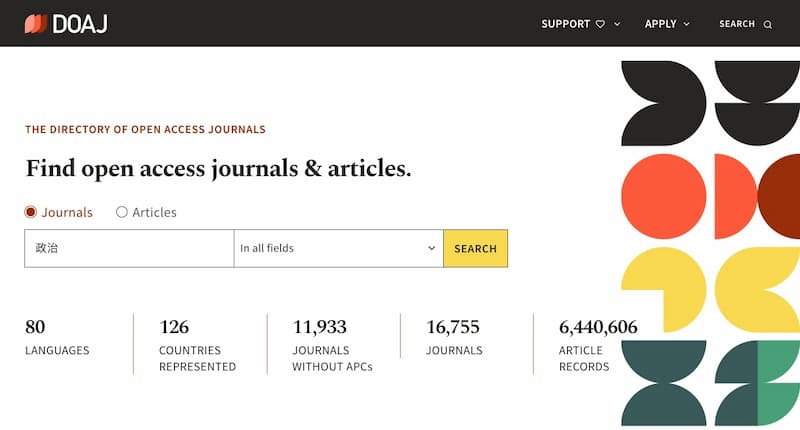 DOAJ
SUPPORT
APPLY
SEARCH
THE DIRECTORY OF OPEN ACCESS JOURNALS
Find open access journals & articles.
Journals
Articles
政治
In all fields
SEARCH
80
LANGUAGES
126
COUNTRIES
REPRESENTED
11,933
JOURNALS
WITHOUT APCs
16,755
JOURNALS
6,440,606
ARTICLE
RECORDS